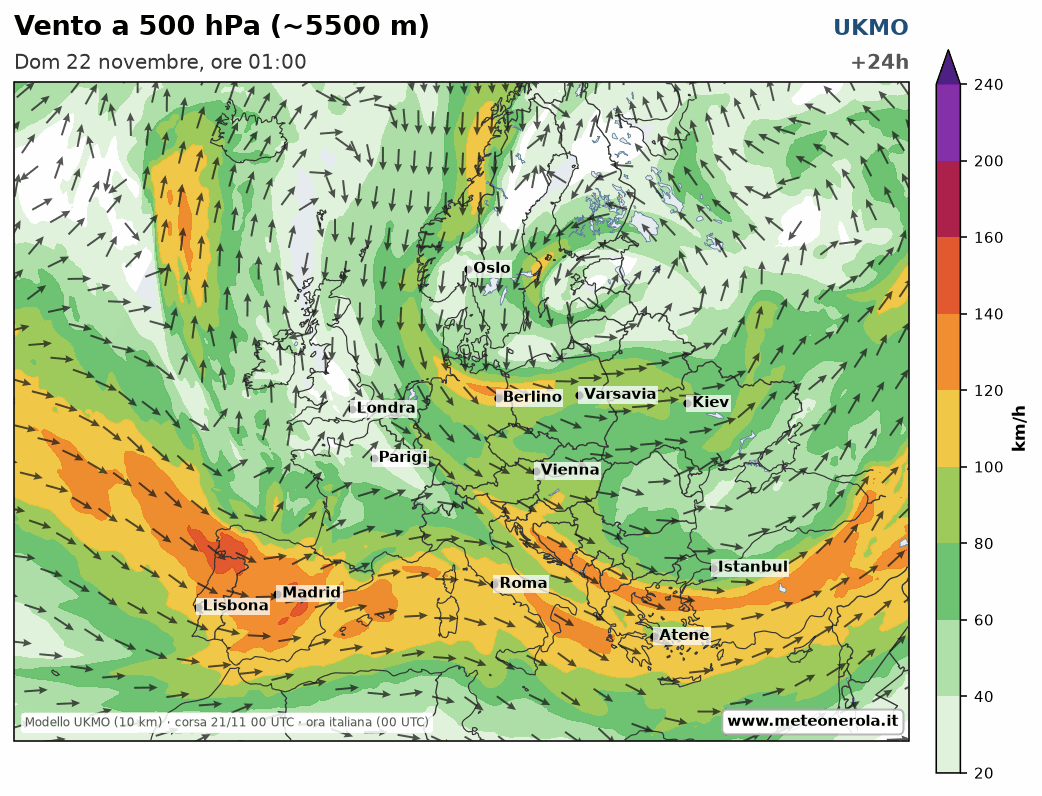 Vento a 500 hPa (~5500 m)
UKMO
Dom 22 novembre, ore 01:00
+24h
240
200
160
140
120
100
80
60
40
20
km/h
Oslo
Berlino
Varsavia
Kiev
Londra
Parigi
Vienna
Istanbul
Roma
Madrid
Lisbona
Atene
Modello UKMO (10 km) · corsa 21/11 00 UTC · ora italiana (00 UTC)
www.meteonerola.it